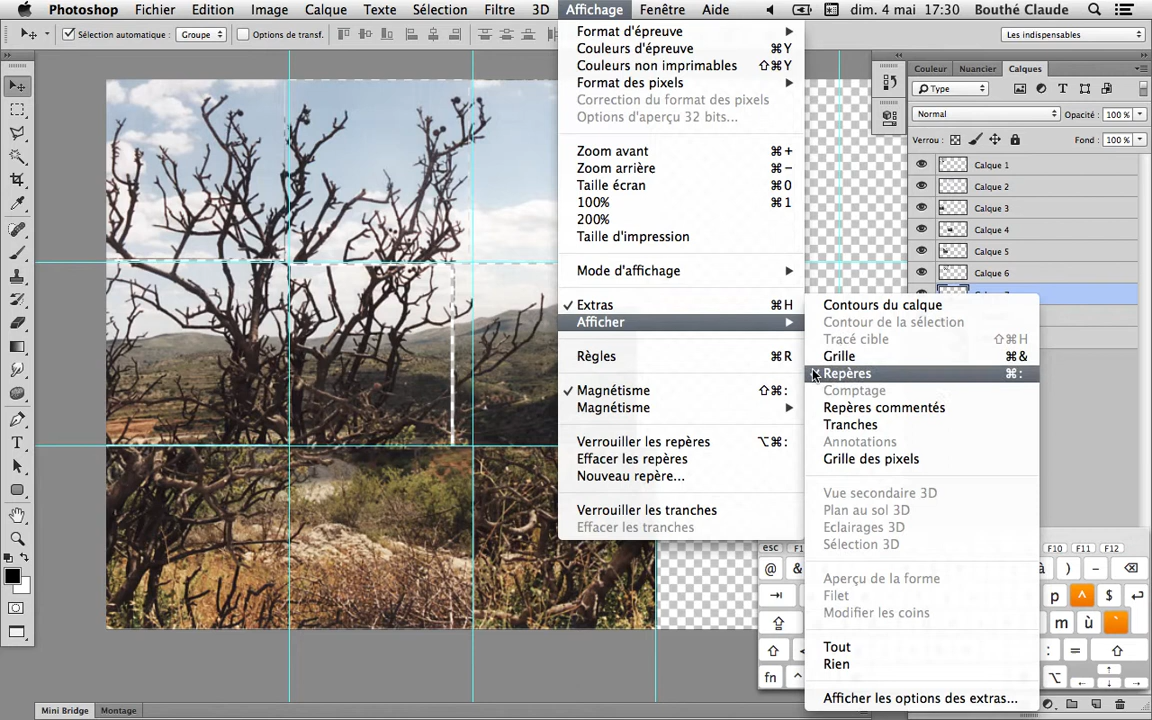 Photoshop Fichier Edition Image Calque Texte Sélection Filtre 3D Affichage Fenêtre Aide dim. 4 mai 17:30 Bouthé Claude
Sélection automatique : Groupe Options de transf. Les indispensables
Format d'épreuve
Couleurs d'épreuve ⌘Y
Couleurs non imprimables ⇧⌘Y
Format des pixels
Correction du format des pixels
Options d'aperçu 32 bits...
Zoom avant ⌘+
Zoom arrière ⌘−
Taille écran ⌘0
100% ⌘1
200%
Taille d'impression
Mode d'affichage
Extras ⌘H
Afficher
Règles ⌘R
Magnétisme ⇧⌘:
Magnétisme
Verrouiller les repères ⌥⌘:
Effacer les repères
Nouveau repère...
Verrouiller les tranches
Effacer les tranches
Contours du calque
Contour de la sélection
Tracé cible ⇧⌘H
Grille ⌘&
Repères ⌘:
Comptage
Repères commentés
Tranches
Annotations
Grille des pixels
Vue secondaire 3D
Plan au sol 3D
Eclairages 3D
Sélection 3D
Aperçu de la forme
Filet
Modifier les coins
Tout
Rien
Afficher les options des extras...
Couleur Nuancier Calques
Type
Normal Opacité : 100 %
Verrou : Fond : 100 %
Calque 1
Calque 2
Calque 3
Calque 4
Calque 5
Calque 6
esc F10 F11 F12
@ & à ) −
p ^ $
m ù `
: =
fn
Mini Bridge Montage